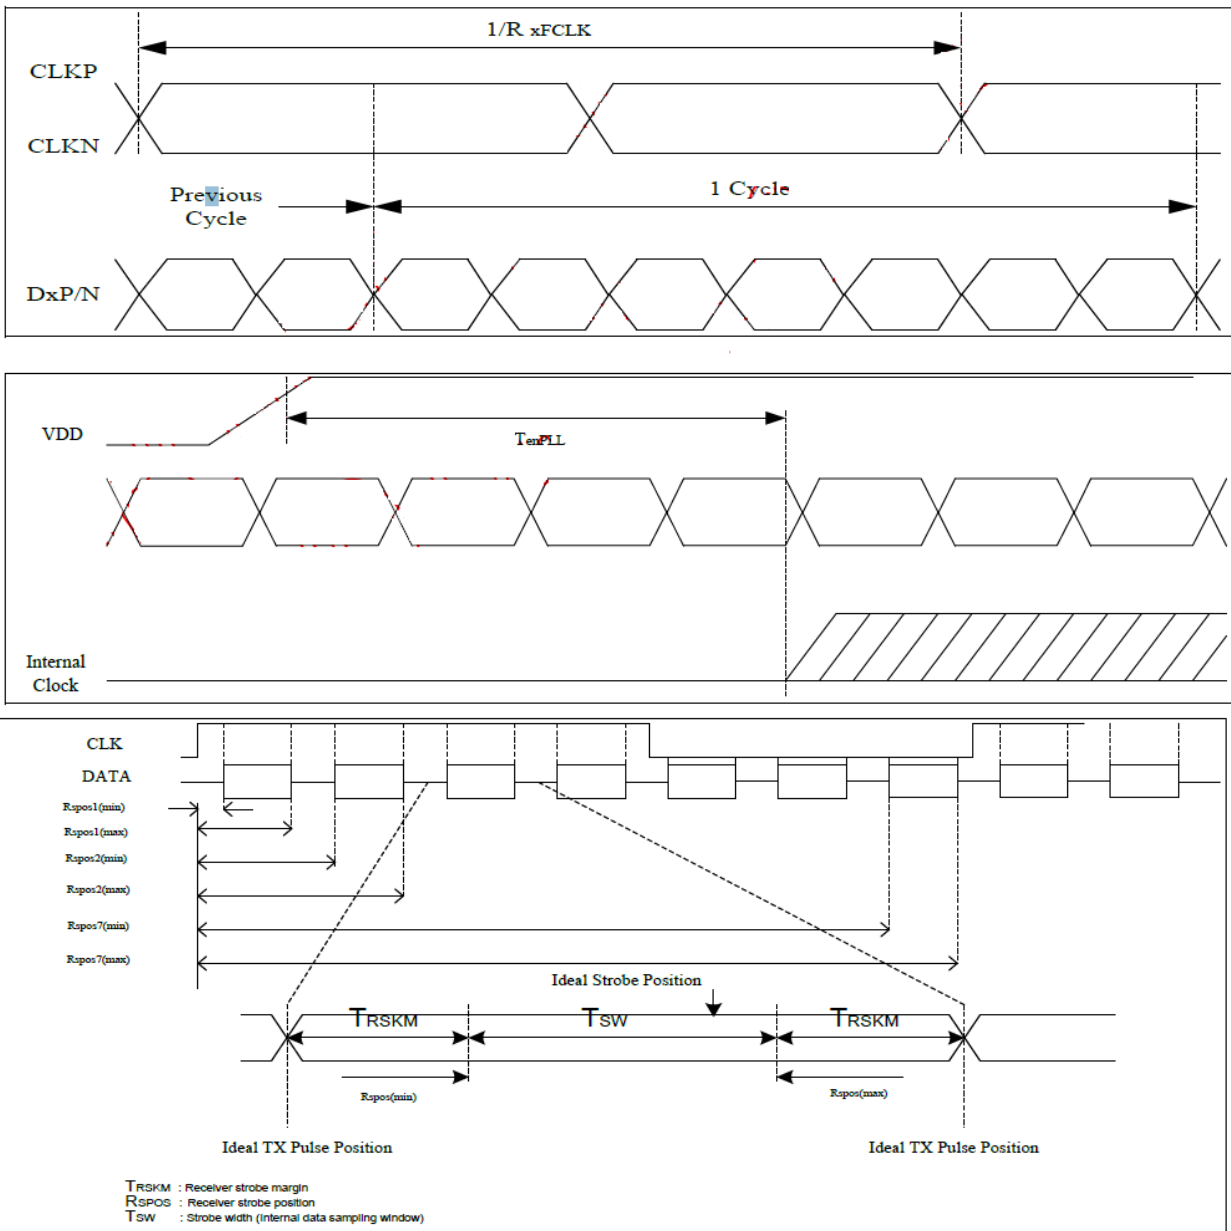 1/R xFCLK
CLKP
CLKN
Previous
Cycle
1 Cycle
DxP/N
VDD
TenPLL
Internal
Clock
CLK
DATA
Rspos1(min)
Rspos1(max)
Rspos2(min)
Rspos2(max)
Rspos7(min)
Rspos7(max)
Ideal Strobe Position
TRSKM
TSW
TRSKM
Rspos(min)
Rspos(max)
Ideal TX Pulse Position
Ideal TX Pulse Position
TRSKM : Receiver strobe margin
RSPOS : Receiver strobe position
TSW : Strobe width (internal data sampling window)